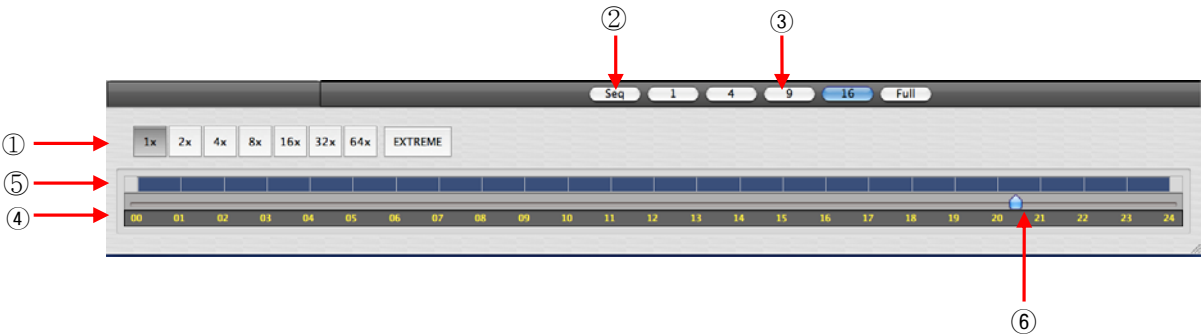 ② ③
Seq 1 4 9 16 Full
① 1x 2x 4x 8x 16x 32x 64x EXTREME
⑤
④ 00 01 02 03 04 05 06 07 08 09 10 11 12 13 14 15 16 17 18 19 20 21 22 23 24
⑥